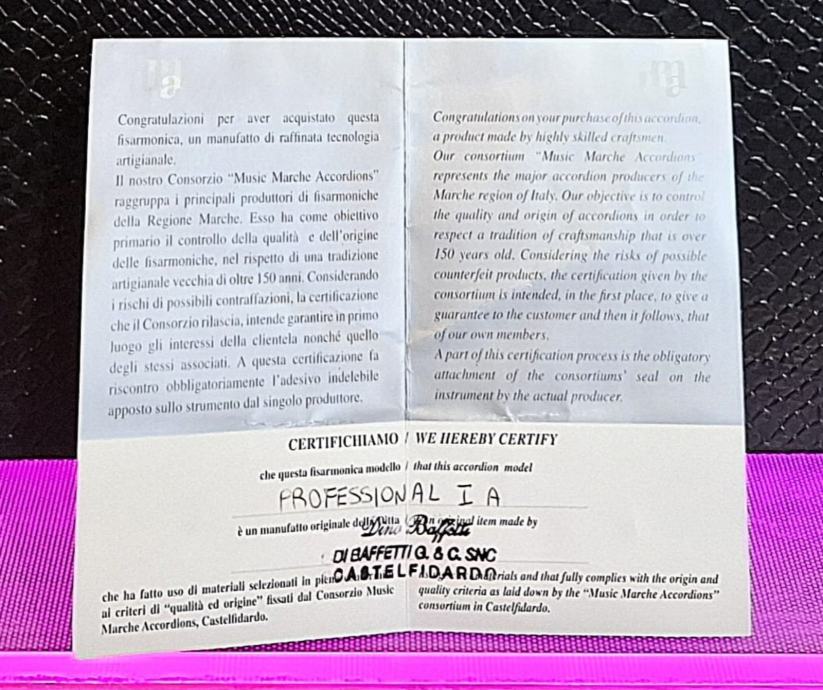 Congratulazioni per aver acquistato questa
fisarmonica, un manufatto di raffinata tecnologia
artigianale.
Il nostro Consorzio “Music Marche Accordions”
raggruppa i principali produttori di fisarmoniche
della Regione Marche. Esso ha come obiettivo
primario il controllo della qualità e dell'origine
delle fisarmoniche, nel rispetto di una tradizione
artigianale vecchia di oltre 150 anni. Considerando
i rischi di possibili contraffazioni, la certificazione
che il Consorzio rilascia, intende garantire in primo
luogo gli interessi della clientela nonché quello
degli stessi associati. A questa certificazione fa
riscontro obbligatoriamente l'adesivo indelebile
apposto sullo strumento dal singolo produttore.
Congratulations on your purchase of this accordion,
a product made by highly skilled craftsmen.
Our consortium “Music Marche Accordions”
represents the major accordion producers of the
Marche region of Italy. Our objective is to control
the quality and origin of accordions in order to
respect a tradition of craftsmanship that is over
150 years old. Considering the risks of possible
counterfeit products, the certification given by the
consortium is intended, in the first place, to give a
guarantee to the customer and then it follows, that
of our own members.
A part of this certification process is the obligatory
attachment of the consortiums' seal on the
instrument by the actual producer.
CERTIFICHIAMO / WE HEREBY CERTIFY
che questa fisarmonica modello / that this accordion model
PROFESSIONAL I A
è un manufatto originale della Ditta original item made by
Dino Baffetti
DI BAFFETTI G. & C. SNC
CASTELFIDARDO
che ha fatto uso di materiali selezionati in
ai criteri di “qualità ed origine” fissati dal Consorzio Music
Marche Accordions, Castelfidardo.
materials and that fully complies with the origin and
quality criteria as laid down by the “Music Marche Accordions”
consortium in Castelfidardo.